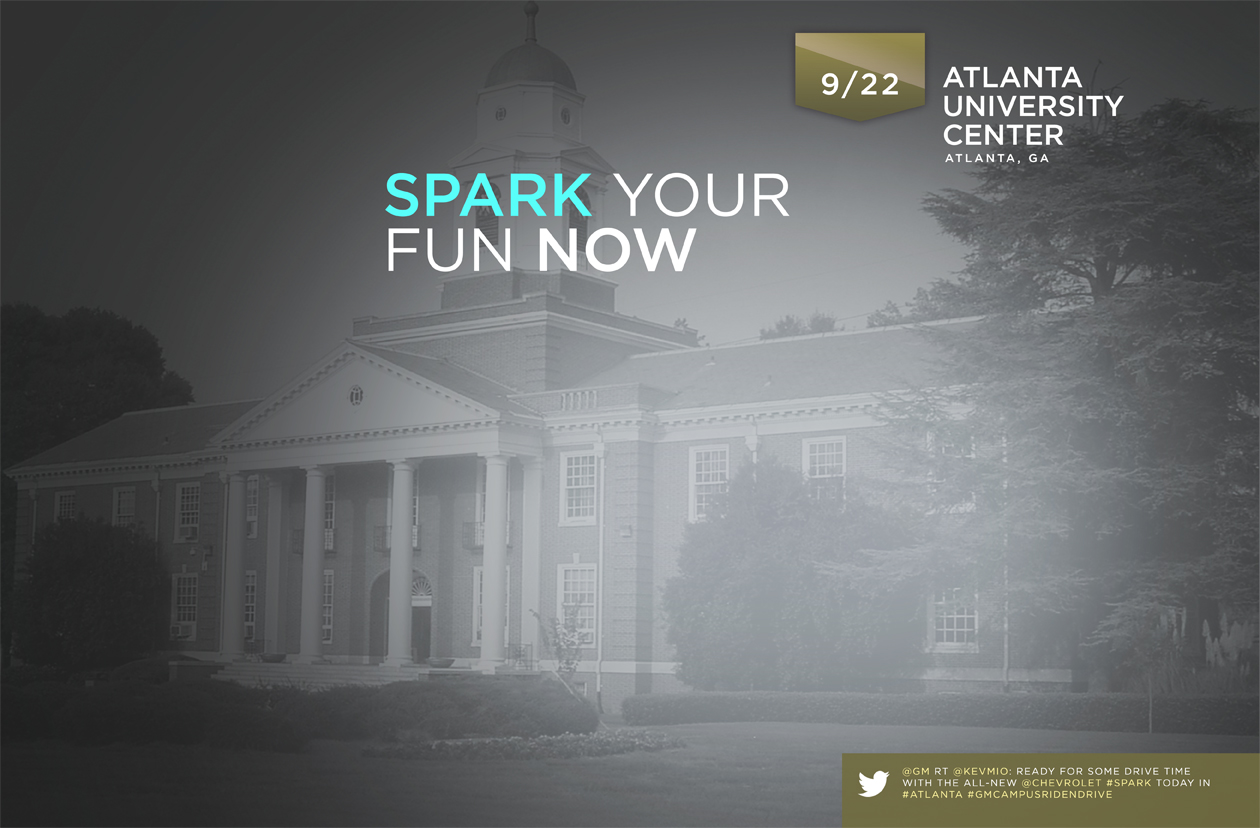 9/22
ATLANTA
UNIVERSITY
CENTER
ATLANTA, GA
SPARK YOUR
FUN NOW
@GM RT @KEVMIO: READY FOR SOME DRIVE TIME
WITH THE ALL-NEW @CHEVROLET #SPARK TODAY IN
#ATLANTA #GMCAMPUSRIDENDRIVE